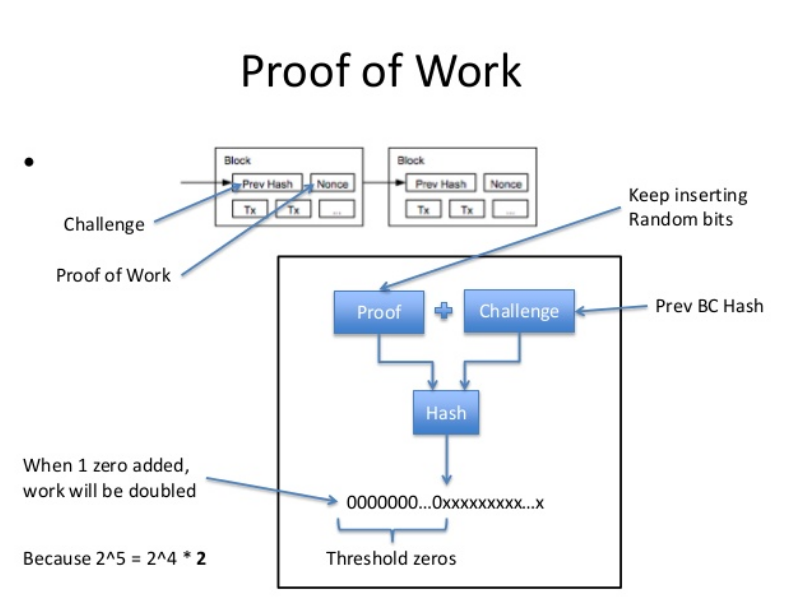 Proof of Work
•
Block
Prev Hash
Nonce
Tx
Tx
...
Block
Prev Hash
Nonce
Tx
Tx
...
Challenge
Proof of Work
Keep inserting
Random bits
Proof
Challenge
Prev BC Hash
Hash
When 1 zero added,
work will be doubled
0000000...0xxxxxxxxx...x
Because 2^5 = 2^4 * 2
Threshold zeros